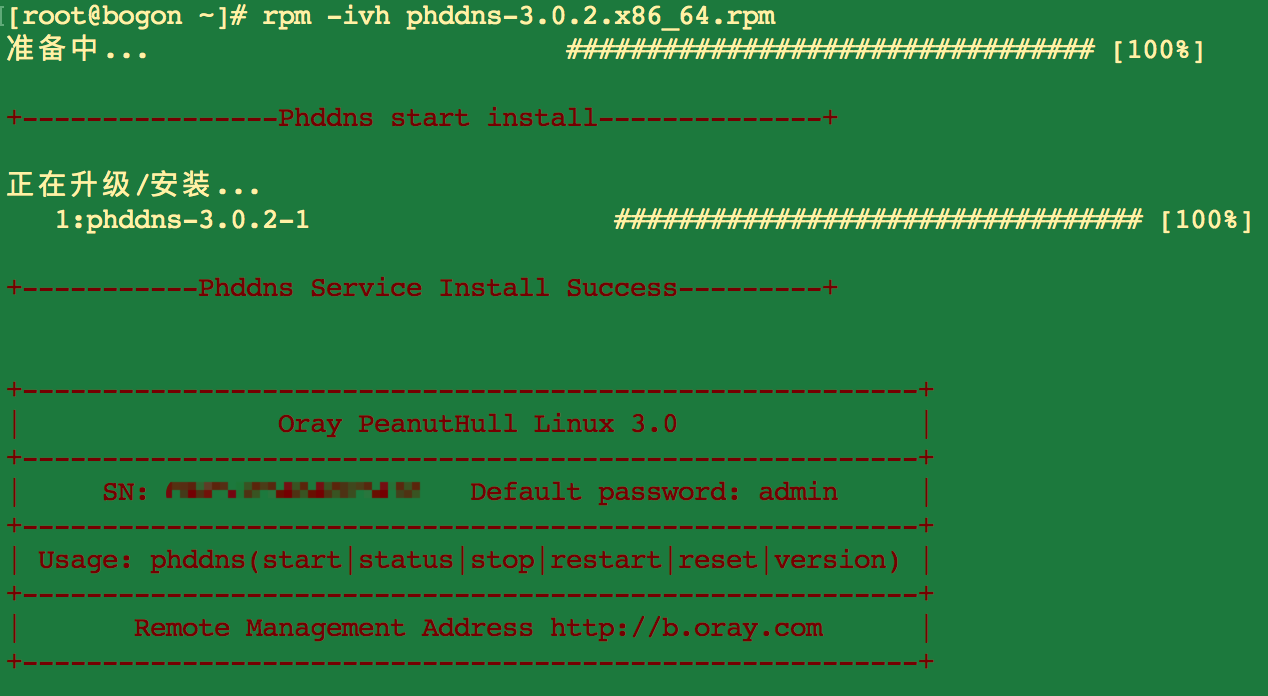 [root@bogon ~]# rpm -ivh phddns-3.0.2.x86_64.rpm
准备中... ################################# [100%]
+----------------Phddns start install--------------+
正在升级/安装...
1:phddns-3.0.2-1 ################################# [100%]
+-----------Phddns Service Install Success---------+
+--------------------------------------------------------+
| Oray PeanutHull Linux 3.0 |
+--------------------------------------------------------+
| SN: Default password: admin |
+--------------------------------------------------------+
| Usage: phddns(start|status|stop|restart|reset|version) |
+--------------------------------------------------------+
| Remote Management Address http://b.oray.com |
+--------------------------------------------------------+